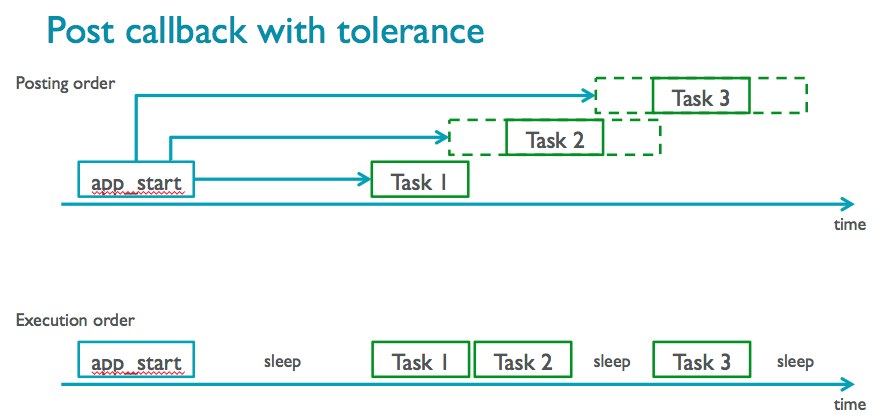 Post callback with tolerance
Posting order
Task 3
Task 2
app_start
Task 1
time
Execution order
app_start
sleep
Task 1
Task 2
sleep
Task 3
sleep
time